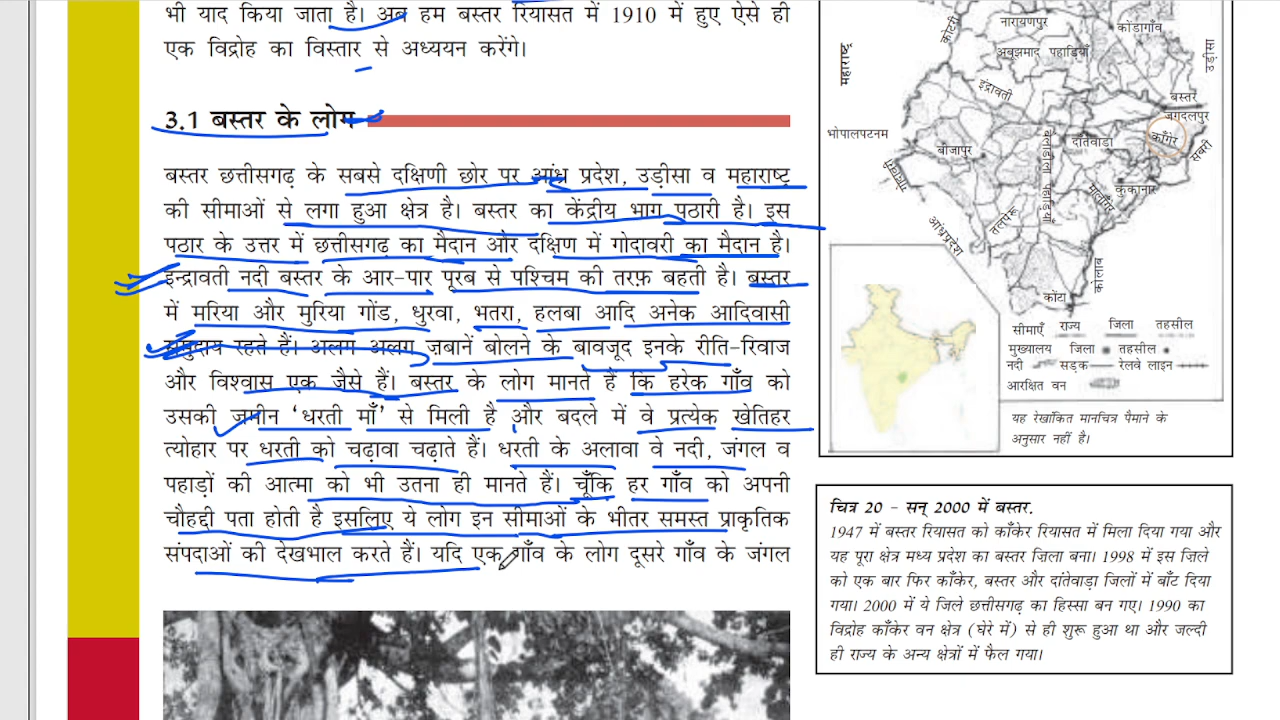 भी याद किया जाता है। अब हम बस्तर रियासत में 1910 में हुए ऐसे ही
एक विद्रोह का विस्तार से अध्ययन करेंगे।
3.1 बस्तर के लोग
बस्तर छत्तीसगढ़ के सबसे दक्षिणी छोर पर आंध्र प्रदेश, उड़ीसा व महाराष्ट्र
की सीमाओं से लगा हुआ क्षेत्र है। बस्तर का केंद्रीय भाग पठारी है। इस
पठार के उत्तर में छत्तीसगढ़ का मैदान और दक्षिण में गोदावरी का मैदान है।
इन्द्रावती नदी बस्तर के आर-पार पूरब से पश्चिम की तरफ़ बहती है। बस्तर
में मरिया और मुरिया गोंड, धुरवा, भतरा, हलबा आदि अनेक आदिवासी
समुदाय रहते हैं। अलग अलग ज़बानें बोलने के बावजूद इनके रीति-रिवाज
और विश्वास एक जैसे हैं। बस्तर के लोग मानते हैं कि हरेक गाँव को
उसकी ज़मीन 'धरती माँ' से मिली है और बदले में वे प्रत्येक खेतिहर
त्योहार पर धरती को चढ़ावा चढ़ाते हैं। धरती के अलावा वे नदी, जंगल व
पहाड़ों की आत्मा को भी उतना ही मानते हैं। चूँकि हर गाँव को अपनी
चौहद्दी पता होती है इसलिए ये लोग इन सीमाओं के भीतर समस्त प्राकृतिक
संपदाओं की देखभाल करते हैं। यदि एक गाँव के लोग दूसरे गाँव के जंगल
कोटरी
नारायणपुर
कोंडागाँव
महाराष्ट्र
अबूझमाद पहाड़ियाँ
उड़ीसा
इंद्रावती
बस्तर
जगदलपुर
भोपालपटनम
बीजापुर
बैलाडीला पहाड़ियाँ
दाँतेवाड़ा
काँगेर
सबरी
गोदावरी
कुकानार
तलपेरू
आंध्रप्रदेश
कोलाब
कोंटा
सीमाएँ राज्य जिला तहसील
मुख्यालय जिला तहसील
नदी सड़क रेलवे लाइन
आरक्षित वन
यह रेखांकित मानचित्र पैमाने के
अनुसार नहीं है।
चित्र 20 – सन् 2000 में बस्तर.
1947 में बस्तर रियासत को काँकेर रियासत में मिला दिया गया और
यह पूरा क्षेत्र मध्य प्रदेश का बस्तर ज़िला बना। 1998 में इस ज़िले
को एक बार फिर काँकेर, बस्तर और दांतेवाड़ा जिलों में बाँट दिया
गया। 2000 में ये जिले छत्तीसगढ़ का हिस्सा बन गए। 1990 का
विद्रोह काँकेर वन क्षेत्र (घेरे में) से ही शुरू हुआ था और जल्दी
ही राज्य के अन्य क्षेत्रों में फैल गया।